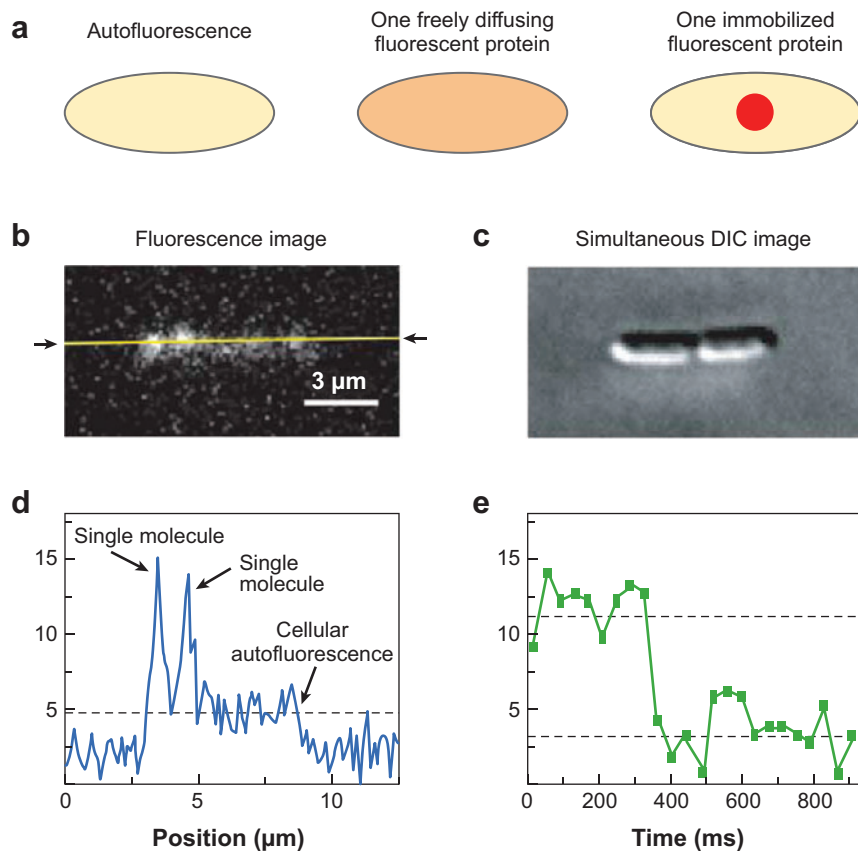 a
Autofluorescence
One freely diffusing
fluorescent protein
One immobilized
fluorescent protein
b
Fluorescence image
3 µm
c
Simultaneous DIC image
d
Single molecule
Single
molecule
Cellular
autofluorescence
15
10
5
0
5
10
Position (µm)
e
15
10
5
0
200
400
600
800
Time (ms)